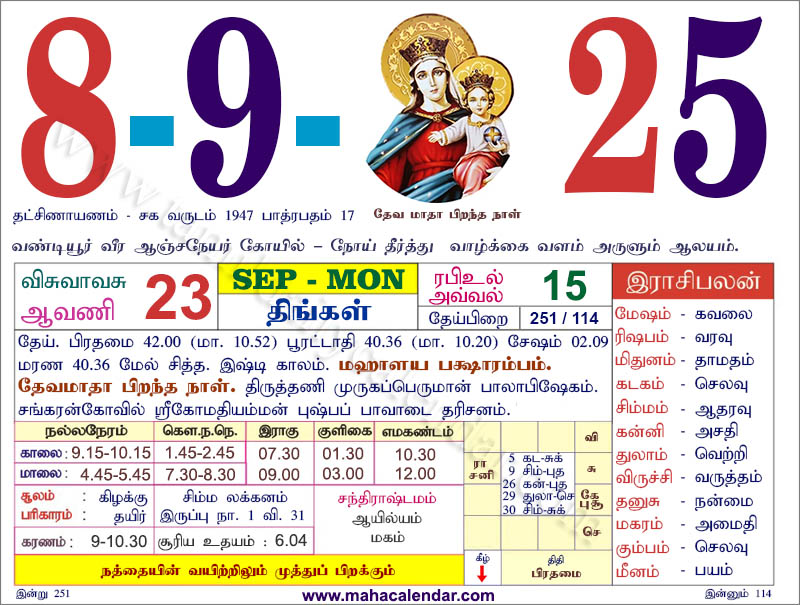 8-9- 25
தட்சிணாயணம் - சக வருடம் 1947 பாத்ரபதம் 17 தேவ மாதா பிறந்த நாள்
வண்டியூர் வீர ஆஞ்சநேயர் கோயில் – நோய் தீர்த்து வாழ்க்கை வளம் அருளும் ஆலயம்.
விசுவாவசு
ஆவணி 23
SEP - MON
திங்கள்
ரபிஉல்
அவ்வல் 15
தேய்பிறை 251 / 114
தேய். பிரதமை 42.00 (மா. 10.52) பூரட்டாதி 40.36 (மா. 10.20) சேஷம் 02.09
மரண 40.36 மேல் சித்த. இஷ்டி காலம். மஹாளய பக்ஷாரம்பம்.
தேவமாதா பிறந்த நாள். திருத்தணி முருகப்பெருமான் பாலாபிஷேகம்.
சங்கரன்கோவில் ஸ்ரீகோமதியம்மன் புஷ்பப் பாவாடை தரிசனம்.
இராசிபலன்
மேஷம் - கவலை
ரிஷபம் - வரவு
மிதுனம் - தாமதம்
கடகம் - செலவு
சிம்மம் - ஆதரவு
கன்னி - அசதி
துலாம் - வெற்றி
விருச்சி - வருத்தம்
தனுசு - நன்மை
மகரம் - அமைதி
கும்பம் - செலவு
மீனம் - பயம்
நல்லநேரம் கௌ.ந.நே. இராகு குளிகை எமகண்டம்
காலை: 9.15-10.15 1.45-2.45 07.30 01.30 10.30
மாலை: 4.45-5.45 7.30-8.30 09.00 03.00 12.00
சூலம் : கிழக்கு
பரிகாரம் : தயிர்
சிம்ம லக்கனம்
இருப்பு நா. 1 வி. 31
சந்திராஷ்டமம்
ஆயில்யம்
மகம்
கரணம்: 9-10.30 சூரிய உதயம் : 6.04
நத்தையின் வயிற்றிலும் முத்துப் பிறக்கும்
ரா
சனி
5 கட-சுக்
9 சிம்-புத
26 கன்-புத
29 துலா-செ
30 சிம்-சுக்
வி
சு
கே
பூசூ
செ
கீழ்
திதி
பிரதமை
இன்று 251 www.mahacalendar.com இன்னும் 114